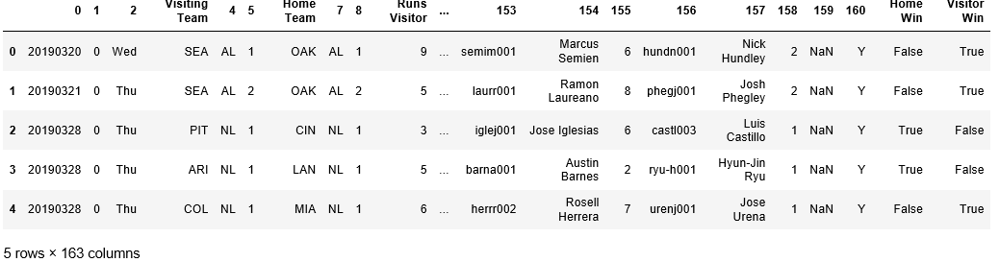 0 1 2 Visiting Team 4 5 Home Team 7 8 Runs Visitor ... 153 154 155 156 157 158 159 160 Home Win Visitor Win
0 20190320 0 Wed SEA AL 1 OAK AL 1 9 ... semim001 Marcus Semien 6 hundn001 Nick Hundley 2 NaN Y False True
1 20190321 0 Thu SEA AL 2 OAK AL 2 5 ... laurr001 Ramon Laureano 8 phegj001 Josh Phegley 2 NaN Y False True
2 20190328 0 Thu PIT NL 1 CIN NL 1 3 ... iglej001 Jose Iglesias 6 castl003 Luis Castillo 1 NaN Y True False
3 20190328 0 Thu ARI NL 1 LAN NL 1 5 ... barna001 Austin Barnes 2 ryu-h001 Hyun-Jin Ryu 1 NaN Y True False
4 20190328 0 Thu COL NL 1 MIA NL 1 6 ... herrr002 Rosell Herrera 7 urenj001 Jose Urena 1 NaN Y False True
5 rows × 163 columns